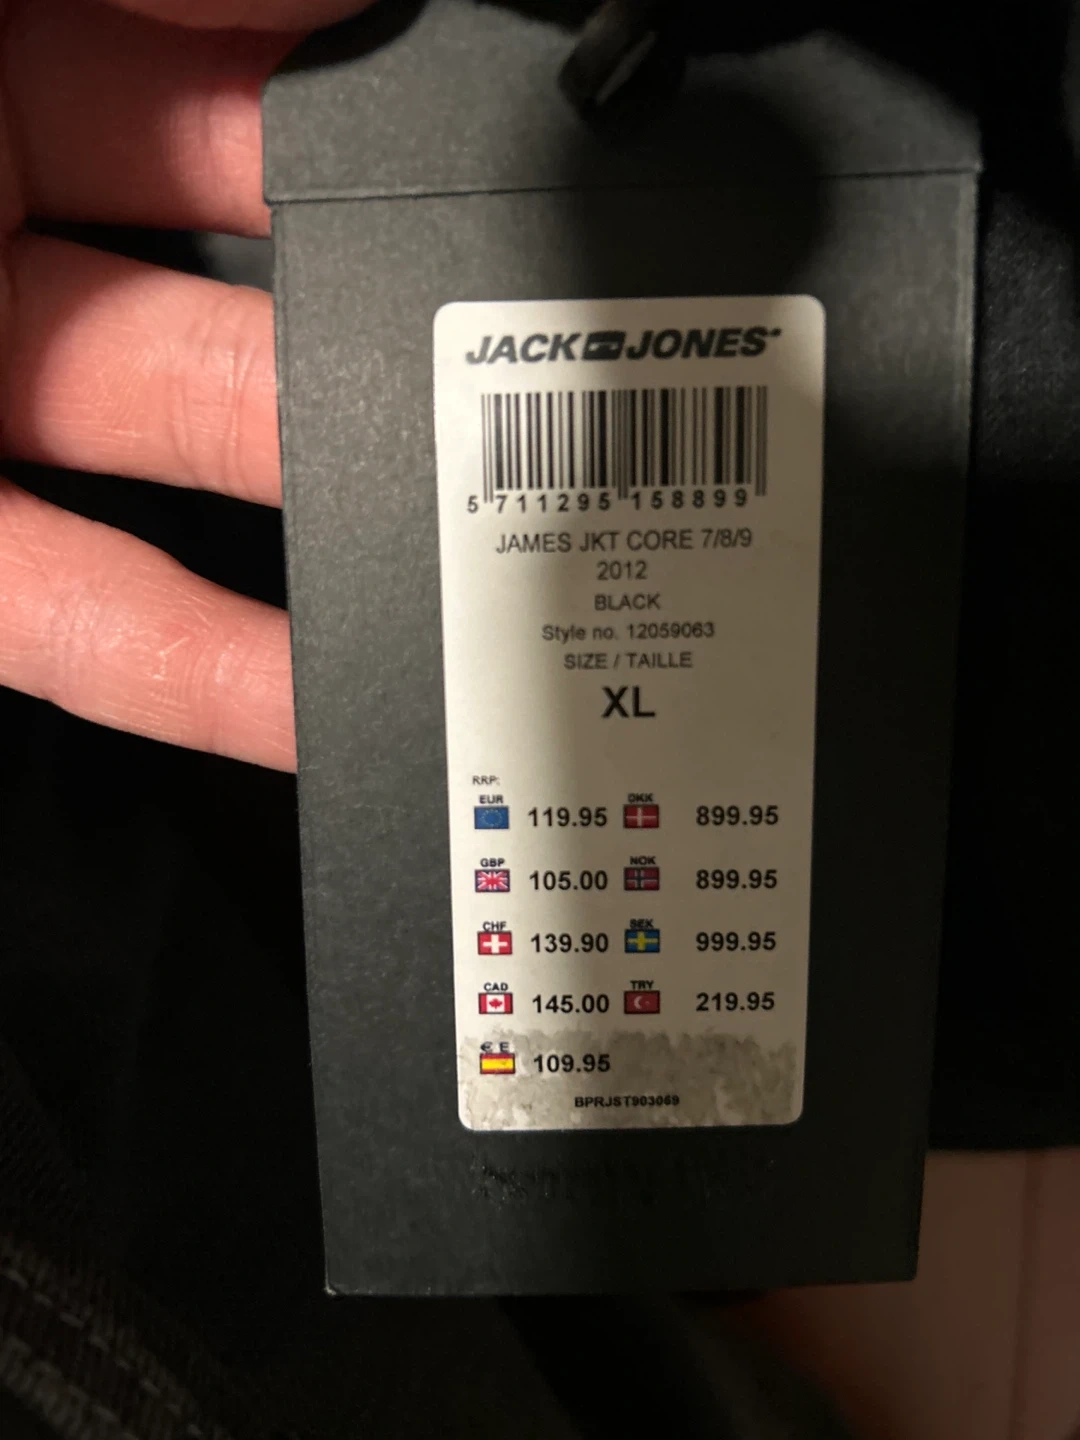 JACK JONES
5 711295 158899
JAMES JKT CORE 7/8/9
2012
BLACK
Style no. 12059063
SIZE / TAILLE
XL
RRP:
EUR 119.95 DKK 899.95
GBP 105.00 NOK 899.95
CHF 139.90 SEK 999.95
CAD 145.00 TRY 219.95
€ E 109.95
BPRJST903069